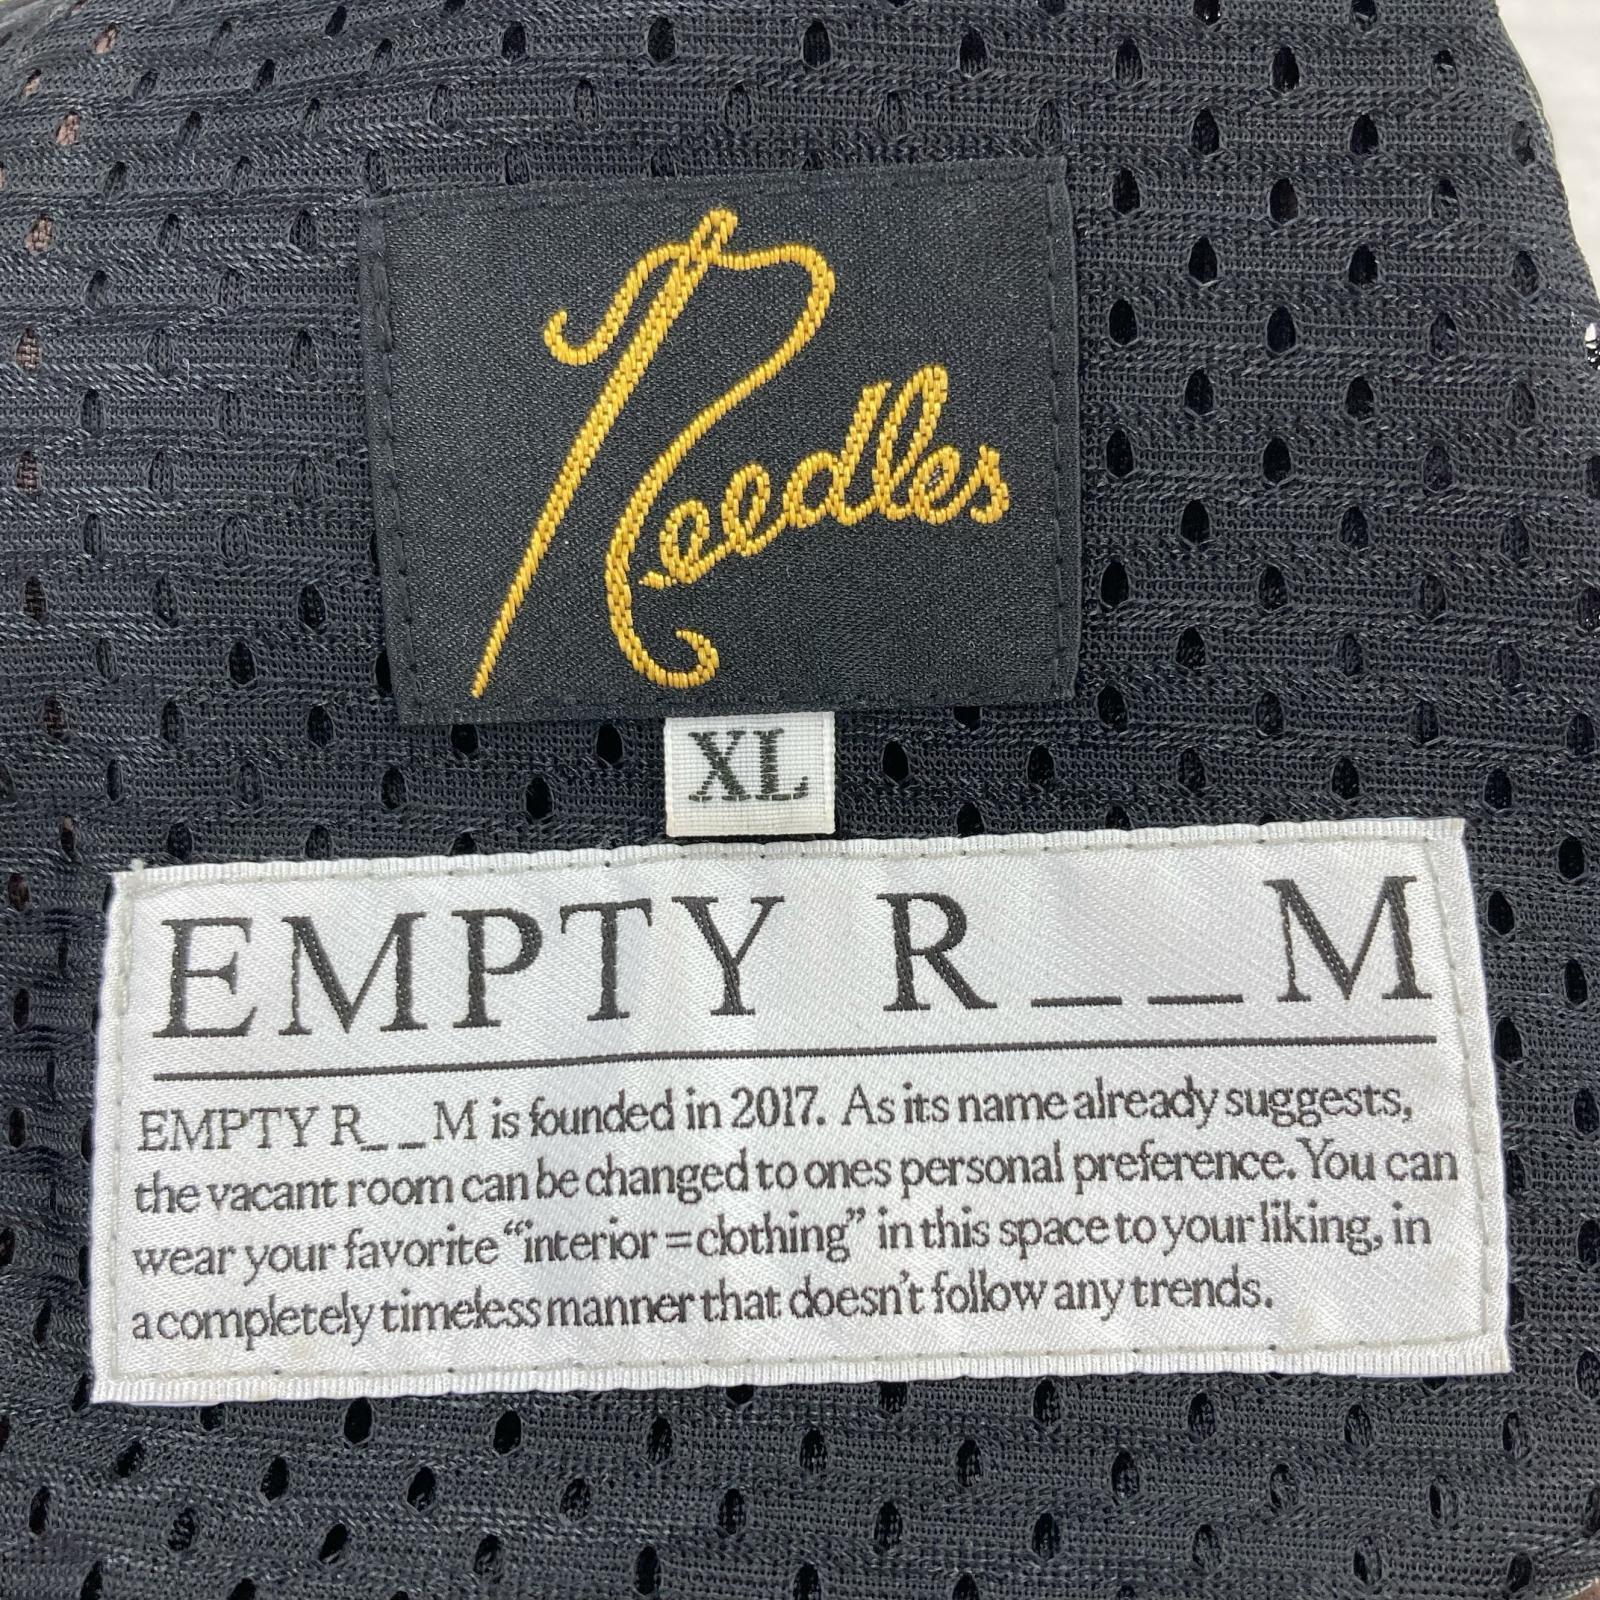 Needles
XL
EMPTY R__M
EMPTY R__M is founded in 2017. As its name already suggests,
the vacant room can be changed to ones personal preference. You can
wear your favorite “interior=clothing” in this space to your liking, in
a completely timeless manner that doesn’t follow any trends.